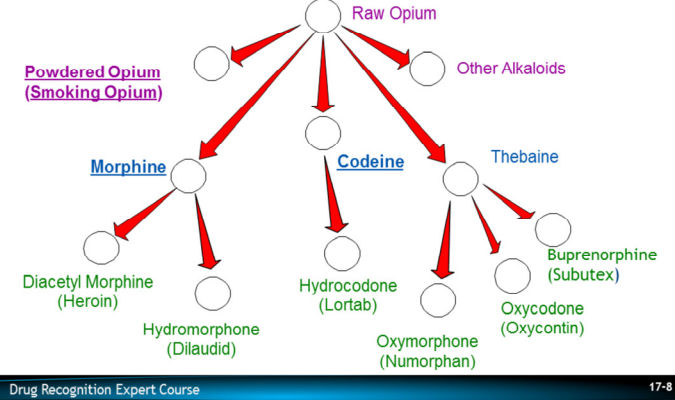 Raw Opium
Powdered Opium
(Smoking Opium)
Other Alkaloids
Morphine
Codeine
Thebaine
Diacetyl Morphine
(Heroin)
Hydromorphone
(Dilaudid)
Hydrocodone
(Lortab)
Oxymorphone
(Numorphan)
Oxycodone
(Oxycontin)
Buprenorphine
(Subutex)
Drug Recognition Expert Course
17-8